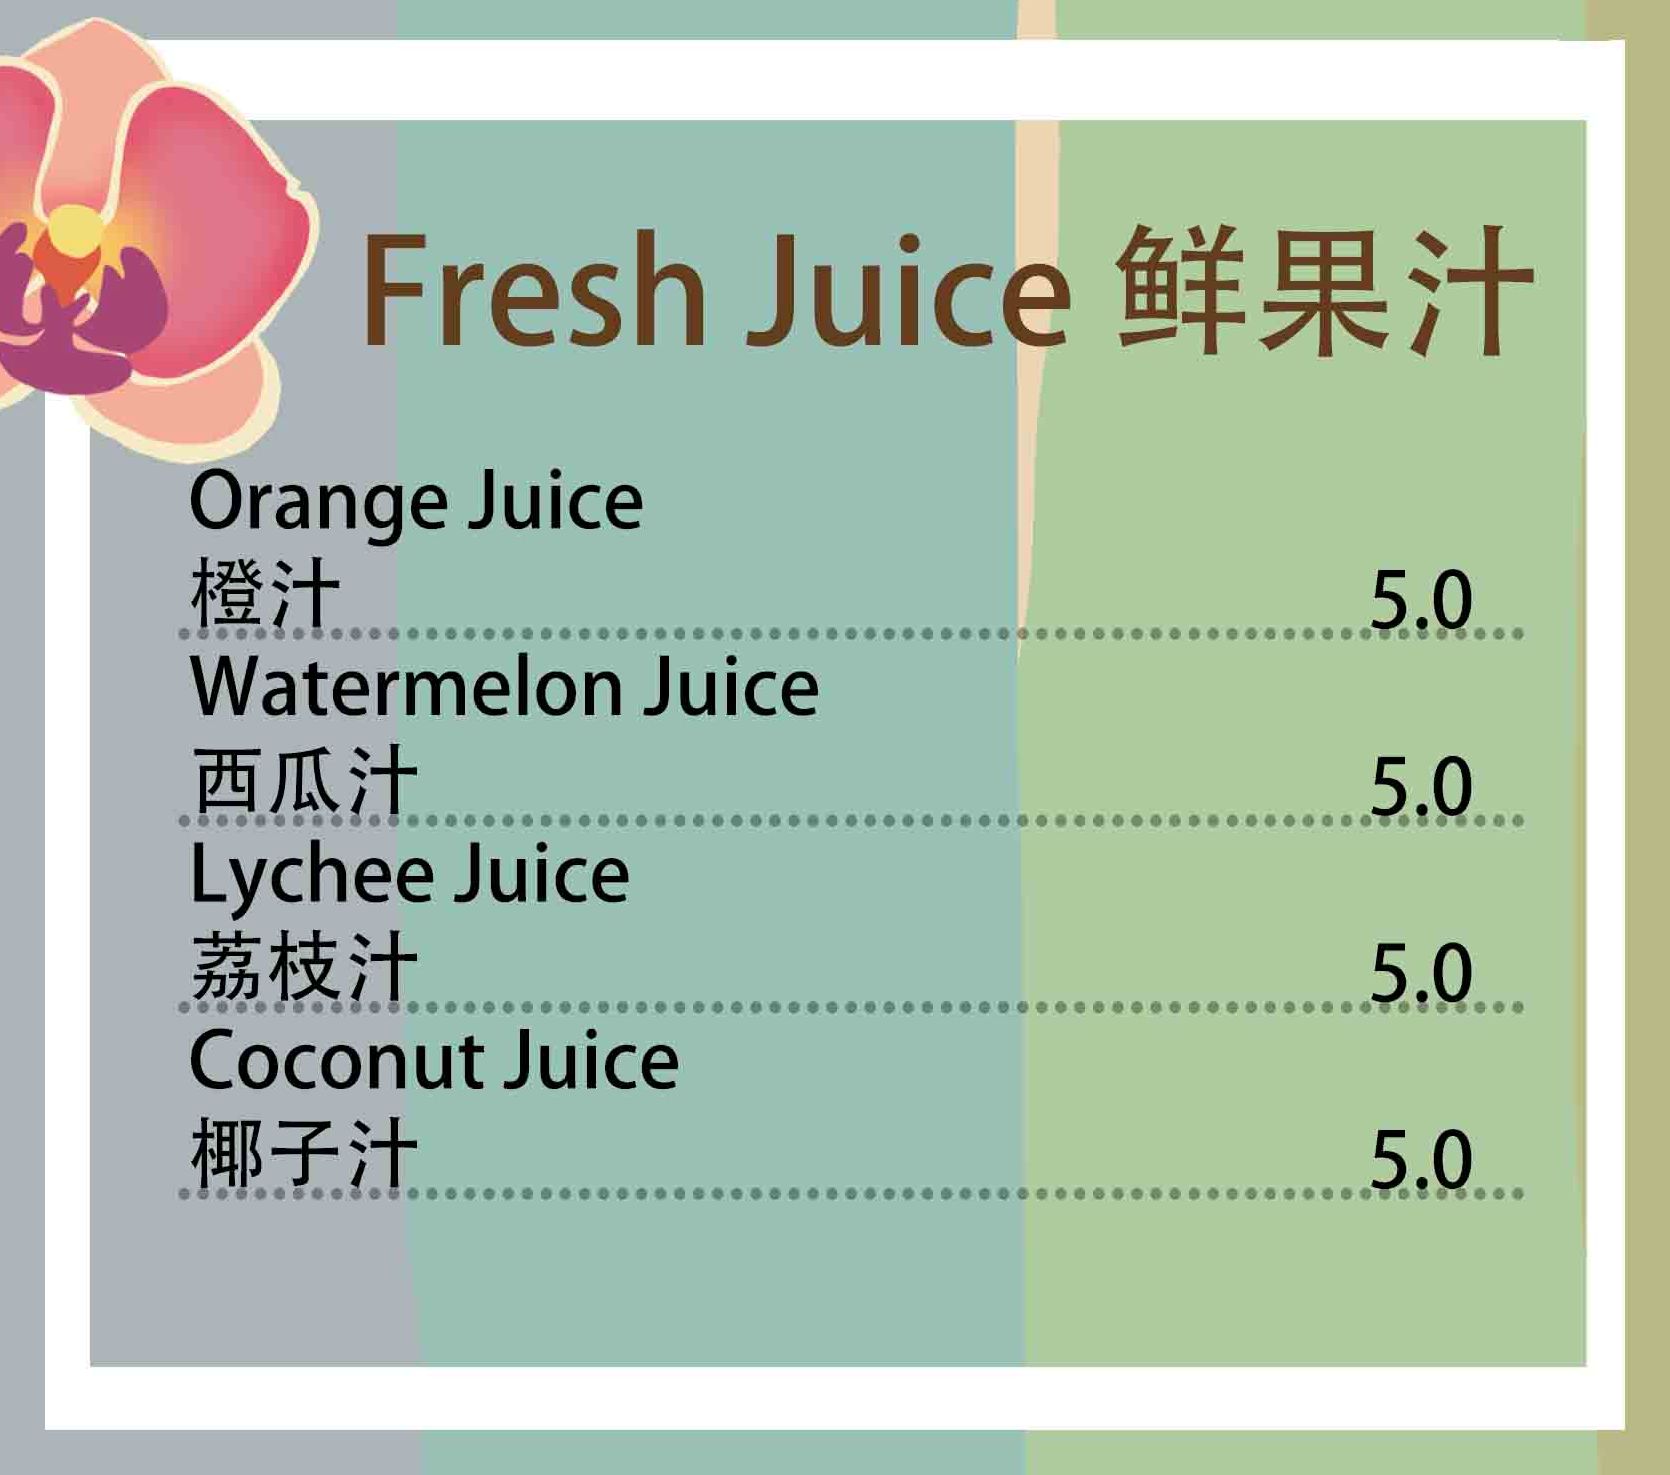 Fresh Juice 鲜果汁
Orange Juice
橙汁 5.0
Watermelon Juice
西瓜汁 5.0
Lychee Juice
荔枝汁 5.0
Coconut Juice
椰子汁 5.0